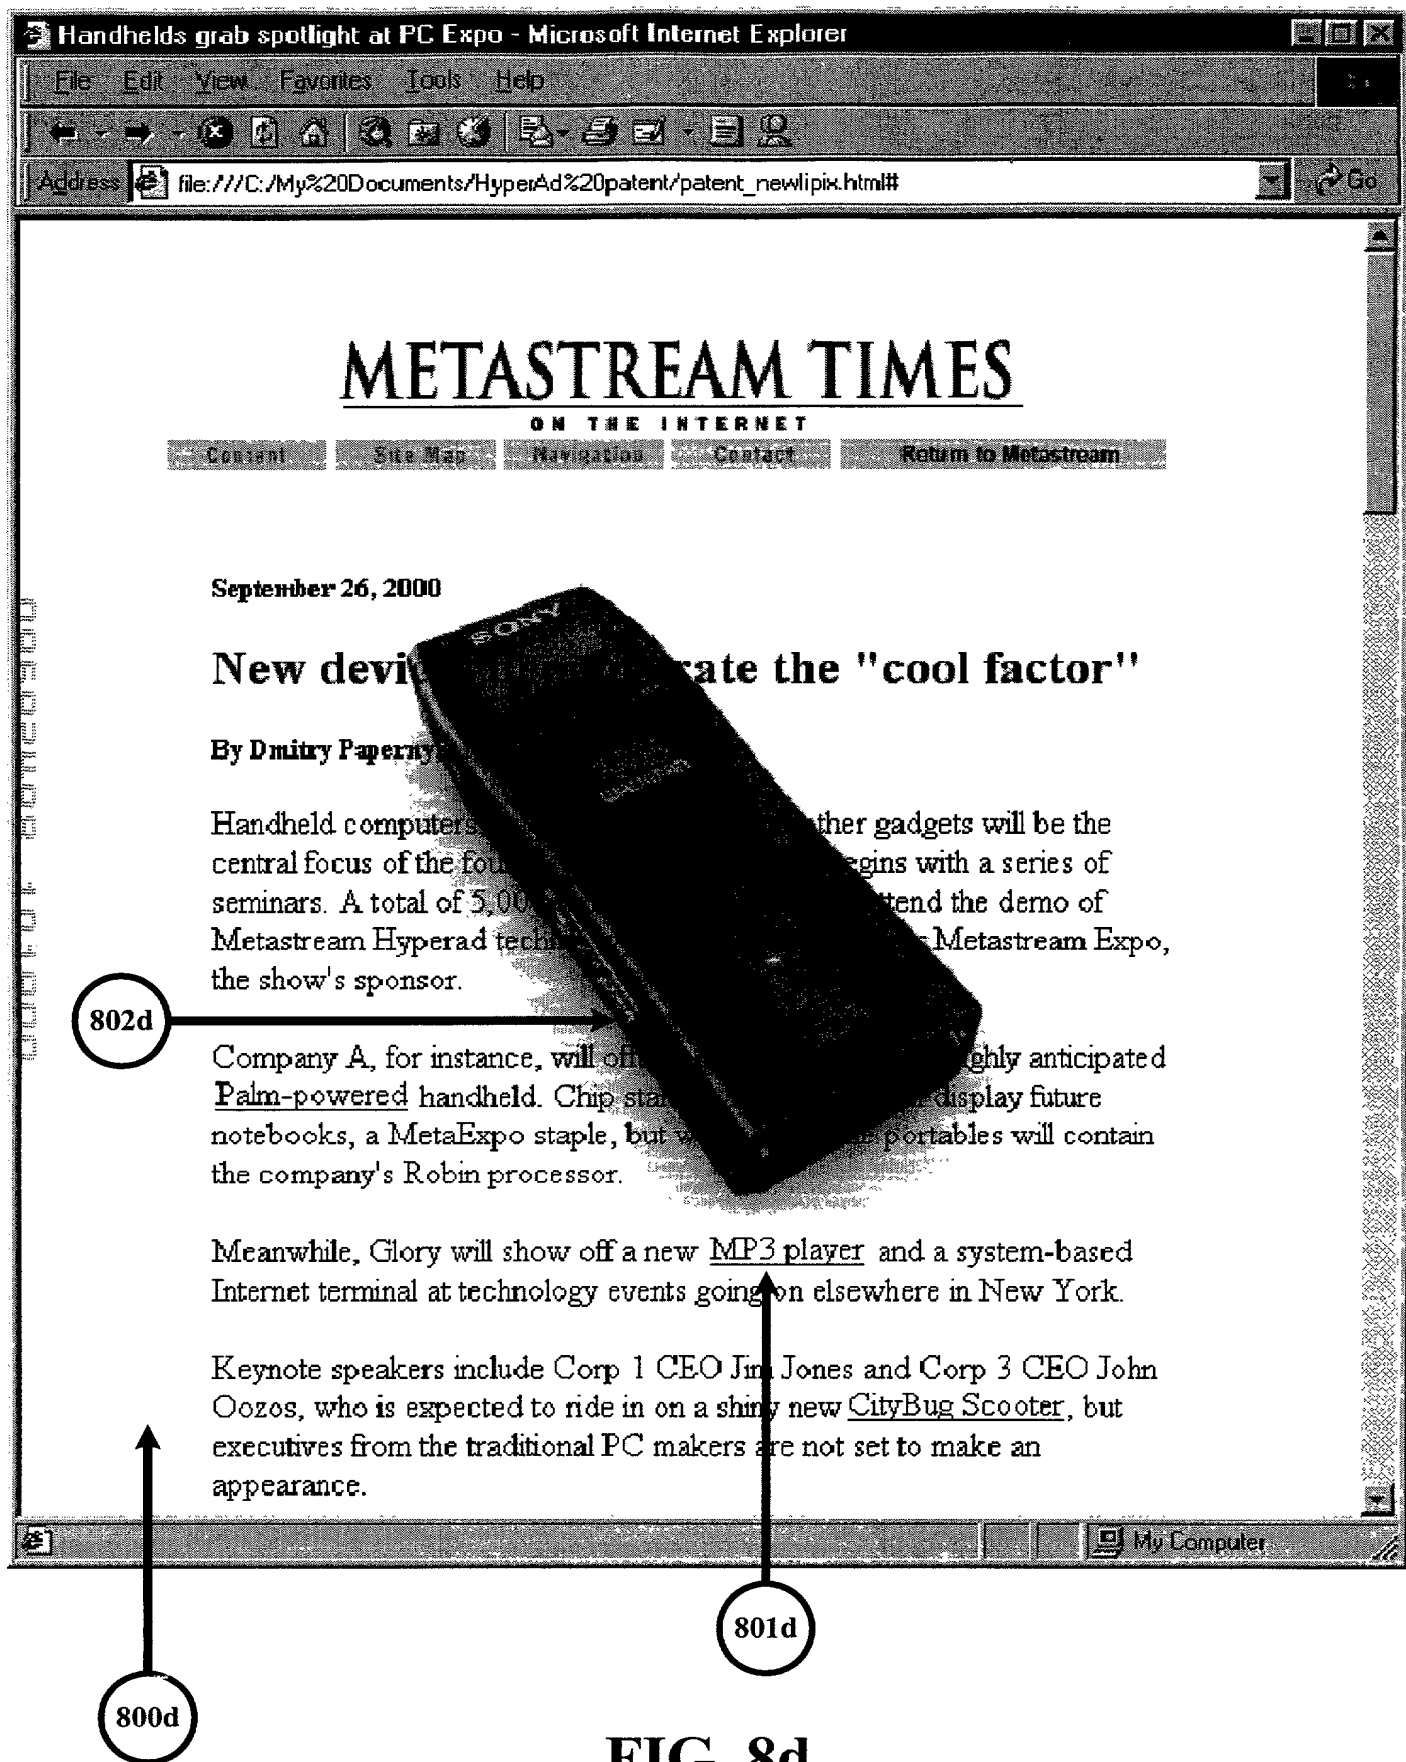 Handhelds grab spotlight at PC Expo - Microsoft Internet Explorer
File Edit View Favorites Tools Help
Address file:///C:/My%20Documents/HyperAd%20patent/patent_newlipix.html# Go
METASTREAM TIMES
ON THE INTERNET
Content Site Map Navigation Contact Return to Metastream
September 26, 2000
SONY
New devi rate the "cool factor"
By Dmitry Paperny
Handheld computers ther gadgets will be the
central focus of the fou egins with a series of
seminars. A total of 5,00 ttend the demo of
Metastream Hyperad tech Metastream Expo,
the show's sponsor.
802d
Company A, for instance, will off ghly anticipated
Palm-powered handheld. Chip sta display future
notebooks, a MetaExpo staple, but w portables will contain
the company's Robin processor.
Meanwhile, Glory will show off a new MP3 player and a system-based
Internet terminal at technology events going on elsewhere in New York.
Keynote speakers include Corp 1 CEO Jim Jones and Corp 3 CEO John
Oozos, who is expected to ride in on a shiny new CityBug Scooter, but
executives from the traditional PC makers are not set to make an
appearance.
My Computer
801d
800d
FIG. 8d